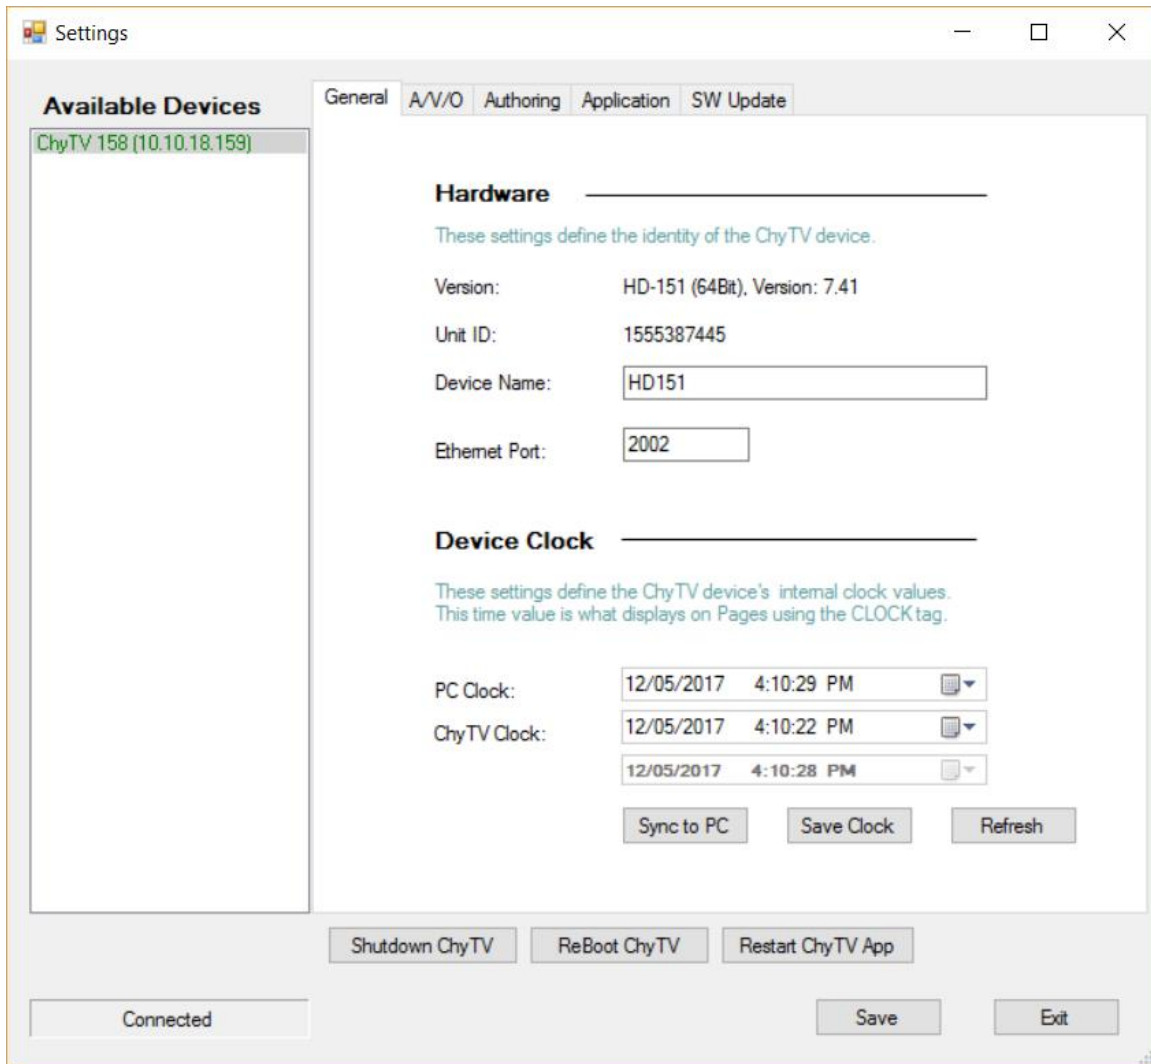 Settings
Available Devices
ChyTV 158 (10.10.18.159)
General A/V/O Authoring Application SW Update
Hardware
These settings define the identity of the ChyTV device.
Version: HD-151 (64Bit), Version: 7.41
Unit ID: 1555387445
Device Name: HD151
Ethernet Port: 2002
Device Clock
These settings define the ChyTV device's internal clock values.
This time value is what displays on Pages using the CLOCK tag.
PC Clock: 12/05/2017 4:10:29 PM
ChyTV Clock: 12/05/2017 4:10:22 PM
12/05/2017 4:10:28 PM
Sync to PC Save Clock Refresh
Shutdown ChyTV ReBoot ChyTV Restart ChyTV App
Connected Save Exit